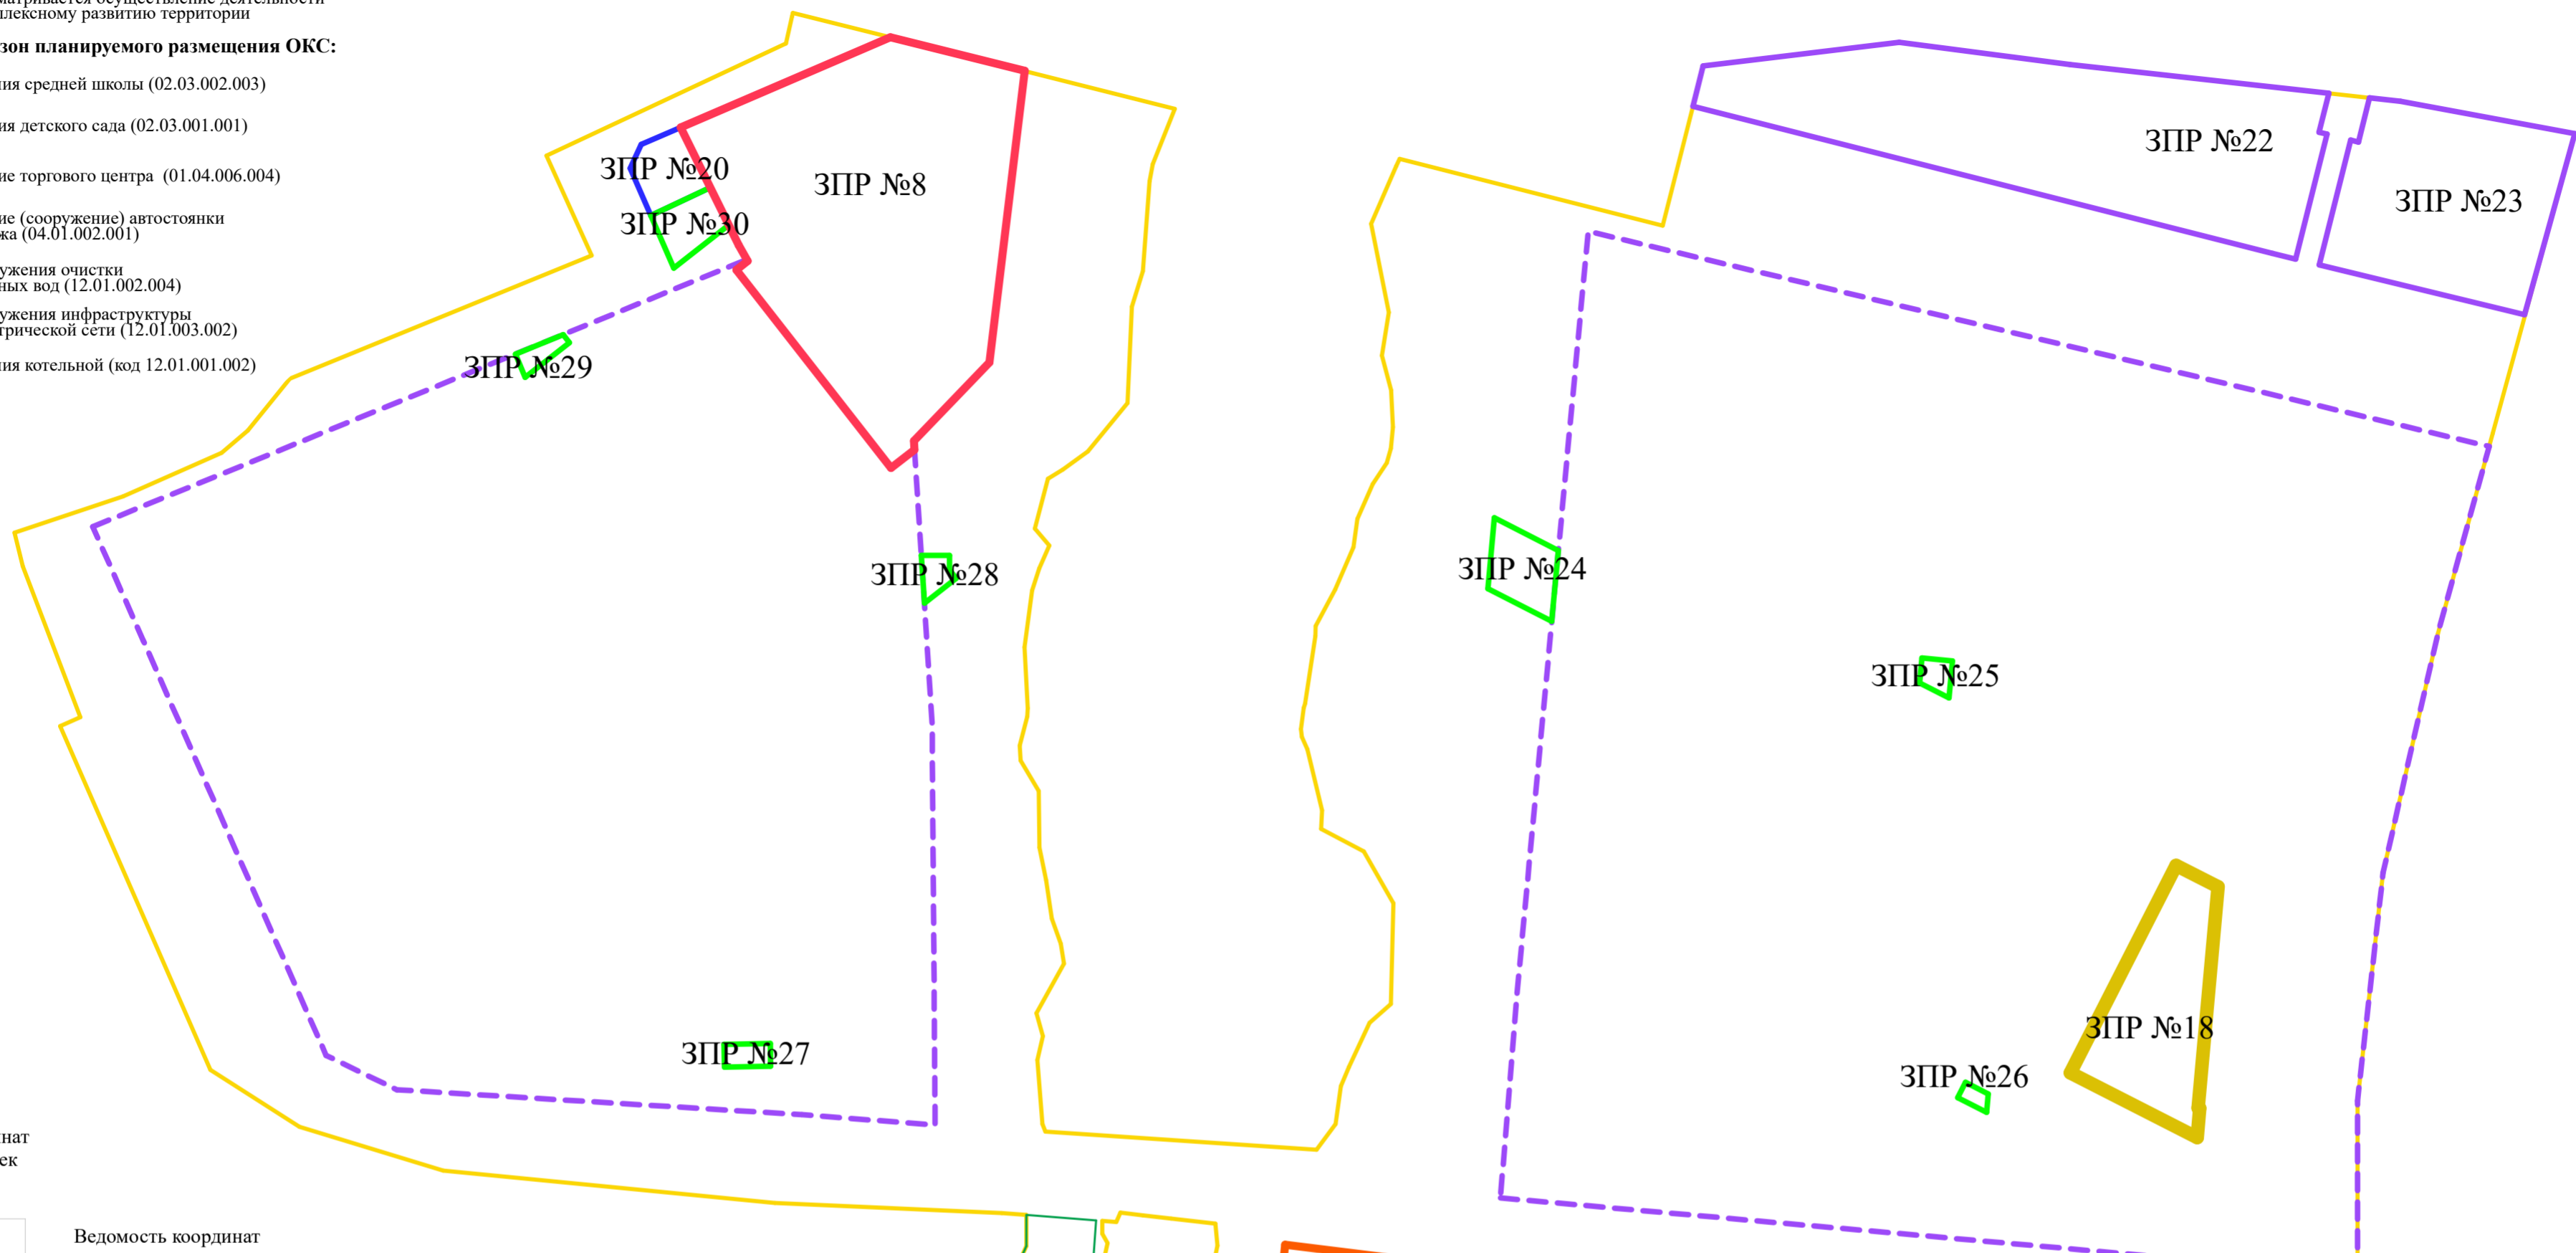 лексному развитию территории
зон планируемого размещения ОКС:
ия средней школы (02.03.002.003)
ия детского сада (02.03.001.001)
ие торгового центра (01.04.006.004)
ие (сооружение) автостоянки
жа (04.01.002.001)
ужения очистки
ных вод (12.01.002.004)
ужения инфраструктуры
трической сети (12.01.003.002)
ия котельной (код 12.01.001.002)
ЗПР №20
ЗПР №8
ЗПР №30
ЗПР №29
ЗПР №28
ЗПР №27
ЗПР №22
ЗПР №23
ЗПР №24
ЗПР №25
ЗПР №18
ЗПР №26
нат
ек
Ведомость координат